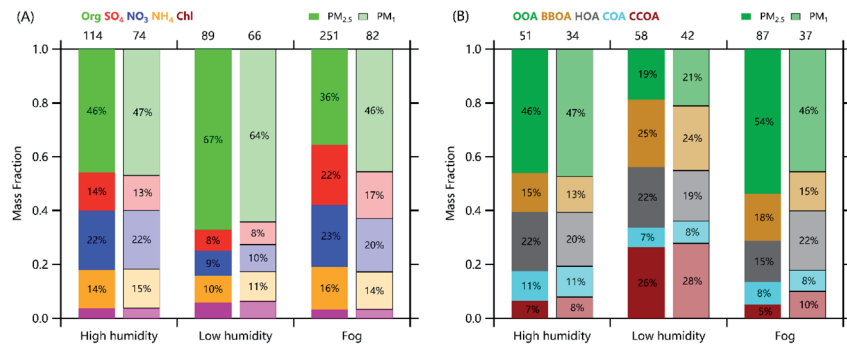 (A) Org SO₄ NO₃ NH₄ Chl PM₂.₅ PM₁
114 74 89 66 251 82
1.0
0.8
0.6
0.4
0.2
0.0
Mass Fraction
46% 47% 67% 64% 36% 46%
14% 13% 8% 8% 22% 17%
22% 22% 9% 10% 23% 20%
14% 15% 10% 11% 16% 14%
High humidity Low humidity Fog
(B) OOA BBOA HOA COA CCOA PM₂.₅ PM₁
51 34 58 42 87 37
1.0
0.8
0.6
0.4
0.2
0.0
Mass Fraction
46% 47% 19% 21% 54% 46%
15% 13% 25% 24% 18% 15%
22% 20% 22% 19% 15% 22%
11% 11% 7% 8% 8% 8%
7% 8% 26% 28% 5% 10%
High humidity Low humidity Fog